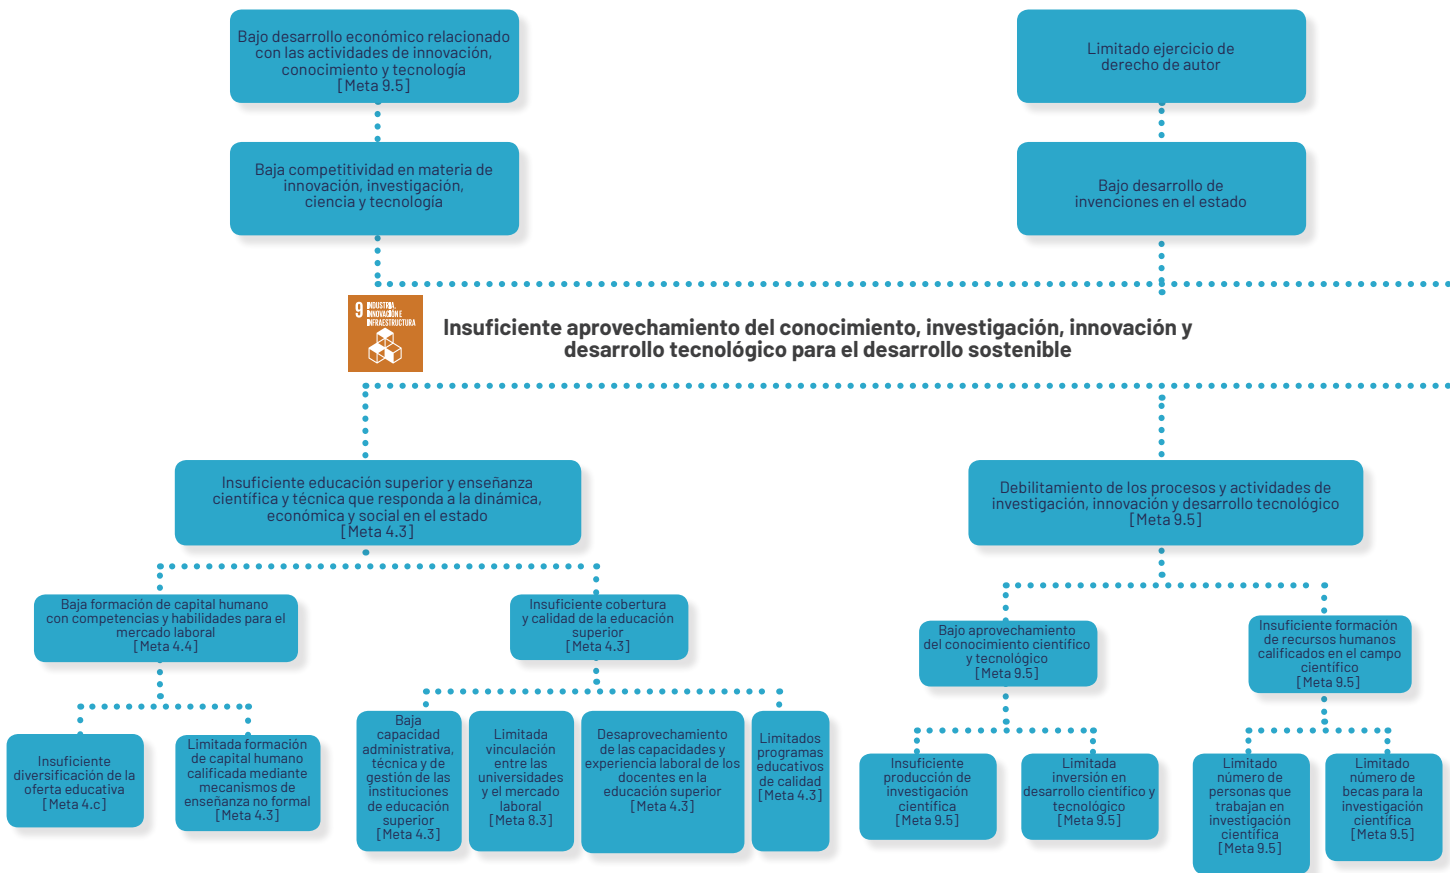 Bajo desarrollo económico relacionado
con las actividades de innovación,
conocimiento y tecnología
[Meta 9.5]
Limitado ejercicio de
derecho de autor
Baja competitividad en materia de
innovación, investigación,
ciencia y tecnología
Bajo desarrollo de
invenciones en el estado
9 INDUSTRIA,
INNOVACIÓN E
INFRAESTRUCTURA
Insuficiente aprovechamiento del conocimiento, investigación, innovación y
desarrollo tecnológico para el desarrollo sostenible
Insuficiente educación superior y enseñanza
científica y técnica que responda a la dinámica,
económica y social en el estado
[Meta 4.3]
Debilitamiento de los procesos y actividades de
investigación, innovación y desarrollo tecnológico
[Meta 9.5]
Baja formación de capital humano
con competencias y habilidades para el
mercado laboral
[Meta 4.4]
Insuficiente cobertura
y calidad de la educación
superior
[Meta 4.3]
Bajo aprovechamiento
del conocimiento científico
y tecnológico
[Meta 9.5]
Insuficiente formación
de recursos humanos
calificados en el campo
científico
[Meta 9.5]
Insuficiente
diversificación de la
oferta educativa
[Meta 4.c]
Limitada formación
de capital humano
calificada mediante
mecanismos de
enseñanza no formal
[Meta 4.3]
Baja
capacidad
administrativa,
técnica y de
gestión de las
instituciones
de educación
superior
[Meta 4.3]
Limitada
vinculación
entre las
universidades
y el mercado
laboral
[Meta 8.3]
Desaprovechamiento
de las capacidades y
experiencia laboral de los
docentes en la
educación superior
[Meta 4.3]
Limitados
programas
educativos
de calidad
[Meta 4.3]
Insuficiente
producción de
investigación
científica
[Meta 9.5]
Limitada
inversión en
desarrollo científico y
tecnológico
[Meta 9.5]
Limitado
número de
personas que
trabajan en
investigación
científica
[Meta 9.5]
Limitado
número de
becas para la
investigación
científica
[Meta 9.5]